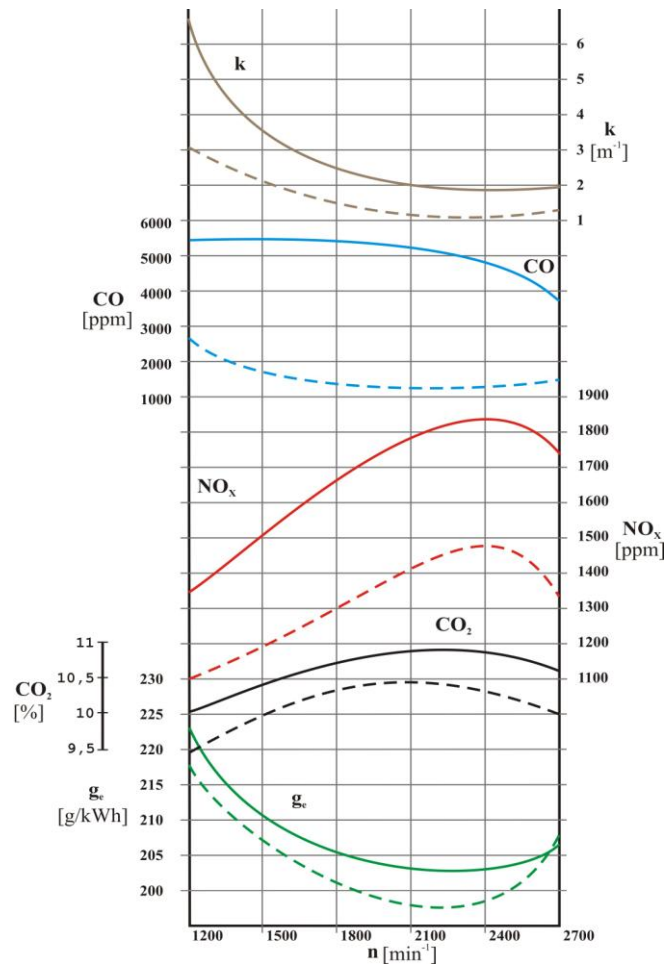 6
k
5
4
k
3
[m⁻¹]
2
6000
1
5000
CO
CO
4000
[ppm]
3000
2000
1000
1900
1800
1700
NOₓ
1600
1500
NOₓ
[ppm]
1400
1300
CO₂
11
1200
10,5
230
1100
CO₂
[%]
10
225
9,5
220
215
gₑ
gₑ
[g/kWh]
210
205
200
1200
1500
1800
2100
2400
2700
n [min⁻¹]